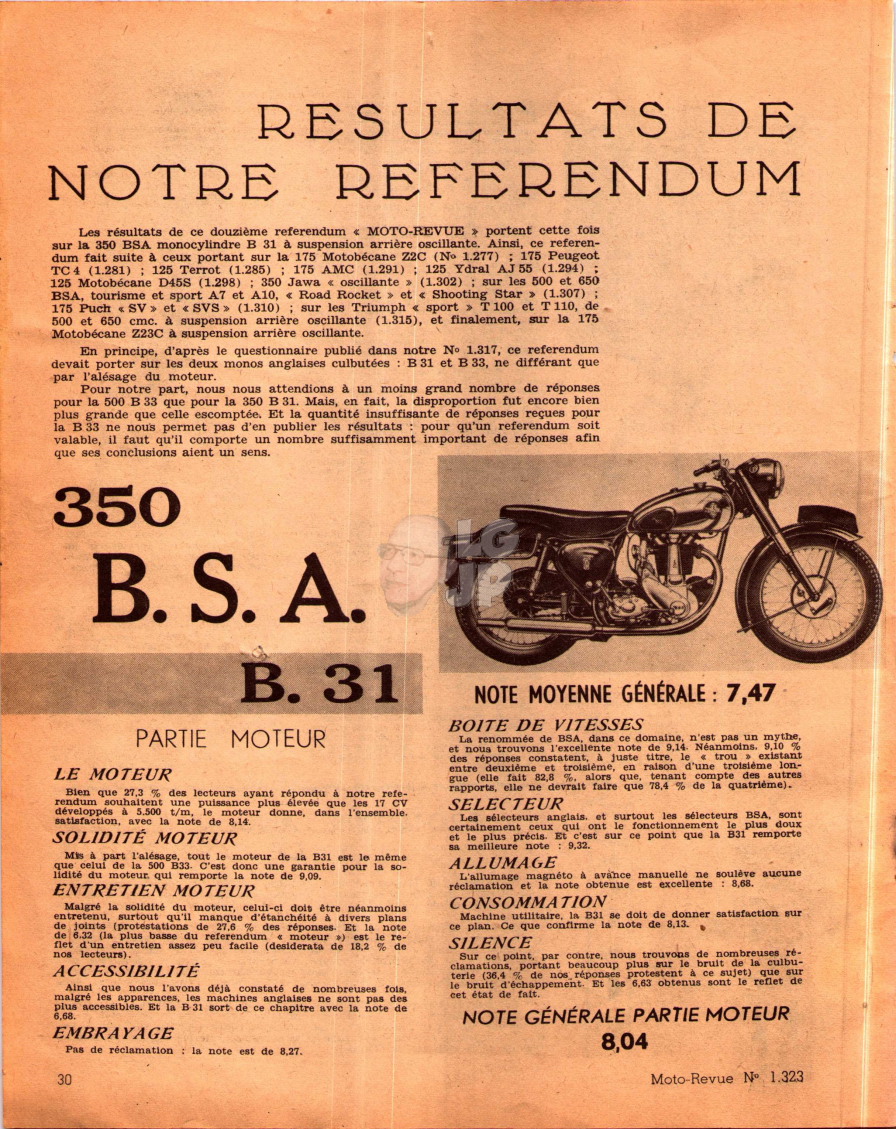 RESULTATS DE
NOTRE REFERENDUM
Les résultats de ce douzième referendum « MOTO-REVUE » portent cette fois
sur la 350 BSA monocylindre B 31 à suspension arrière oscillante. Ainsi, ce referen-
dum fait suite à ceux portant sur la 175 Motobécane Z2C (No 1.277) ; 175 Peugeot
TC 4 (1.281) ; 125 Terrot (1.285) ; 175 AMC (1.291) ; 125 Ydral AJ 55 (1.294) ;
125 Motobécane D45S (1.298) ; 350 Jawa « oscillante » (1.302) ; sur les 500 et 650
BSA, tourisme et sport A7 et A10, « Road Rocket » et « Shooting Star » (1.307) ;
175 Puch « SV » et « SVS » (1.310) ; sur les Triumph « sport » T 100 et T 110, de
500 et 650 cmc. à suspension arrière oscillante (1.315), et finalement, sur la 175
Motobécane Z23C à suspension arrière oscillante.
En principe, d'après le questionnaire publié dans notre No 1.317, ce referendum
devait porter sur les deux monos anglaises culbutées : B 31 et B 33, ne différant que
par l'alésage du moteur.
Pour notre part, nous nous attendions à un moins grand nombre de réponses
pour la 500 B 33 que pour la 350 B 31. Mais, en fait, la disproportion fut encore bien
plus grande que celle escomptée. Et la quantité insuffisante de réponses reçues pour
la B 33 ne nous permet pas d'en publier les résultats : pour qu'un referendum soit
valable, il faut qu'il comporte un nombre suffisamment important de réponses afin
que ses conclusions aient un sens.
350
B. S. A.
B. 31
LG
JP
PARTIE MOTEUR
LE MOTEUR
Bien que 27,3 % des lecteurs ayant répondu à notre refe-
rendum souhaitent une puissance plus élevée que les 17 CV
développés à 5.500 t/m, le moteur donne, dans l'ensemble,
satisfaction, avec la note de 8,14.
SOLIDITÉ MOTEUR
Mis à part l'alésage, tout le moteur de la B31 est le même
que celui de la 500 B33. C'est donc une garantie pour la so-
lidité du moteur, qui remporte la note de 9,09.
ENTRETIEN MOTEUR
Malgré la solidité du moteur, celui-ci doit être néanmoins
entretenu, surtout qu'il manque d'étanchéité à divers plans
de joints (protestations de 27,6 % des réponses. Et la note
de 6.32 (la plus basse du referendum « moteur ») est le re-
flet d'un entretien assez peu facile (desiderata de 18,2 % de
nos lecteurs).
ACCESSIBILITÉ
Ainsi que nous l'avons déjà constaté de nombreuses fois,
malgré les apparences, les machines anglaises ne sont pas des
plus accessibles. Et la B 31 sort de ce chapitre avec la note de
6,68.
EMBRAYAGE
Pas de réclamation : la note est de 8,27.
NOTE MOYENNE GÉNÉRALE : 7,47
BOITE DE VITESSES
La renommée de BSA, dans ce domaine, n'est pas un mythe,
et nous trouvons l'excellente note de 9,14. Néanmoins, 9,10 %
des réponses constatent, à juste titre, le « trou » existant
entre deuxième et troisième, en raison d'une troisième lon-
gue (elle fait 82,8 %, alors que, tenant compte des autres
rapports, elle ne devrait faire que 78,4 % de la quatrième).
SELECTEUR
Les sélecteurs anglais, et surtout les sélecteurs BSA, sont
certainement ceux qui ont le fonctionnement le plus doux
et le plus précis. Et c'est sur ce point que la B31 remporte
sa meilleure note : 9,32.
ALLUMAGE
L'allumage magnéto à avance manuelle ne soulève aucune
réclamation et la note obtenue est excellente : 8,68.
CONSOMMATION
Machine utilitaire, la B31 se doit de donner satisfaction sur
ce plan. Ce que confirme la note de 8,13.
SILENCE
Sur ce point, par contre, nous trouvons de nombreuses ré-
clamations, portant beaucoup plus sur le bruit de la culbu-
terie (36,4 % de nos réponses protestent à ce sujet) que sur
le bruit d'échappement. Et les 6,63 obtenus sont le reflet de
cet état de fait.
NOTE GÉNÉRALE PARTIE MOTEUR
8,04
30
Moto-Revue No 1.323